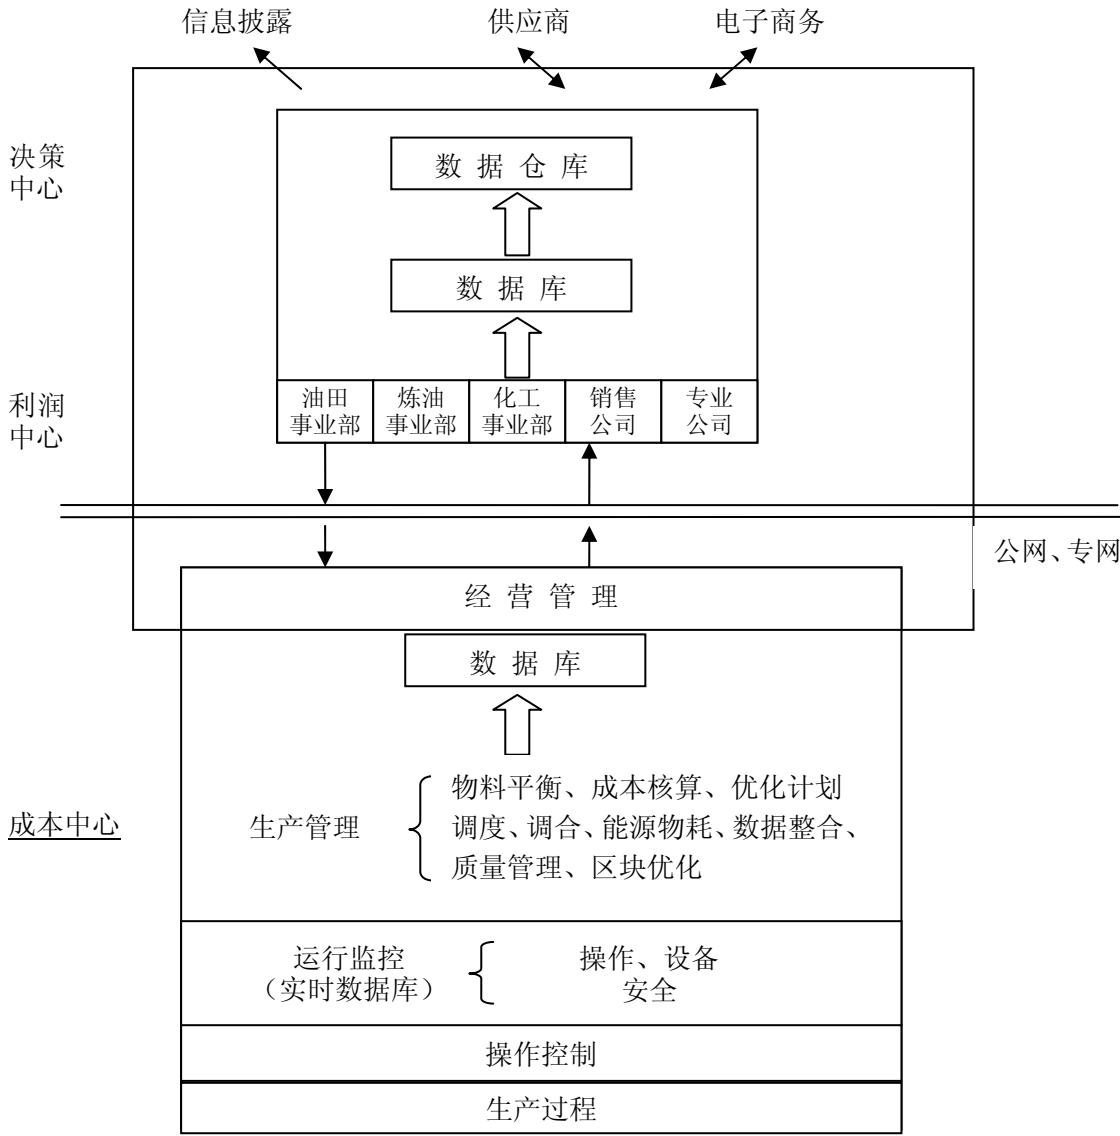 信息披露 供应商 电子商务
决策
中心
数据仓库
数据库
利润
中心
油田
事业部
炼油
事业部
化工
事业部
销售
公司
专业
公司
公网、专网
经营管理
数据库
成本中心
生产管理
物料平衡、成本核算、优化计划
调度、调合、能源物耗、数据整合、
质量管理、区块优化
运行监控
（实时数据库）
操作、设备
安全
操作控制
生产过程